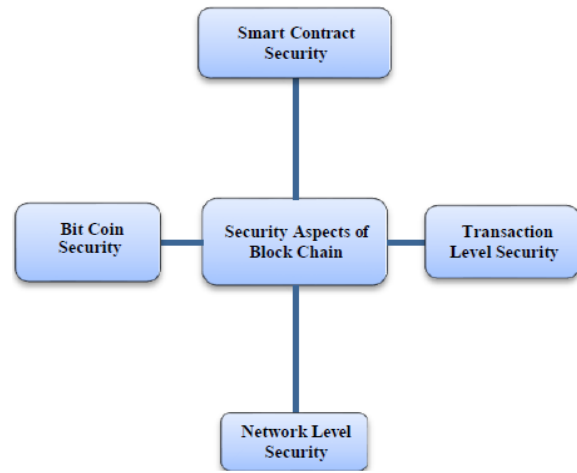 Smart Contract
Security
Bit Coin
Security
Security Aspects of
Block Chain
Transaction
Level Security
Network Level
Security